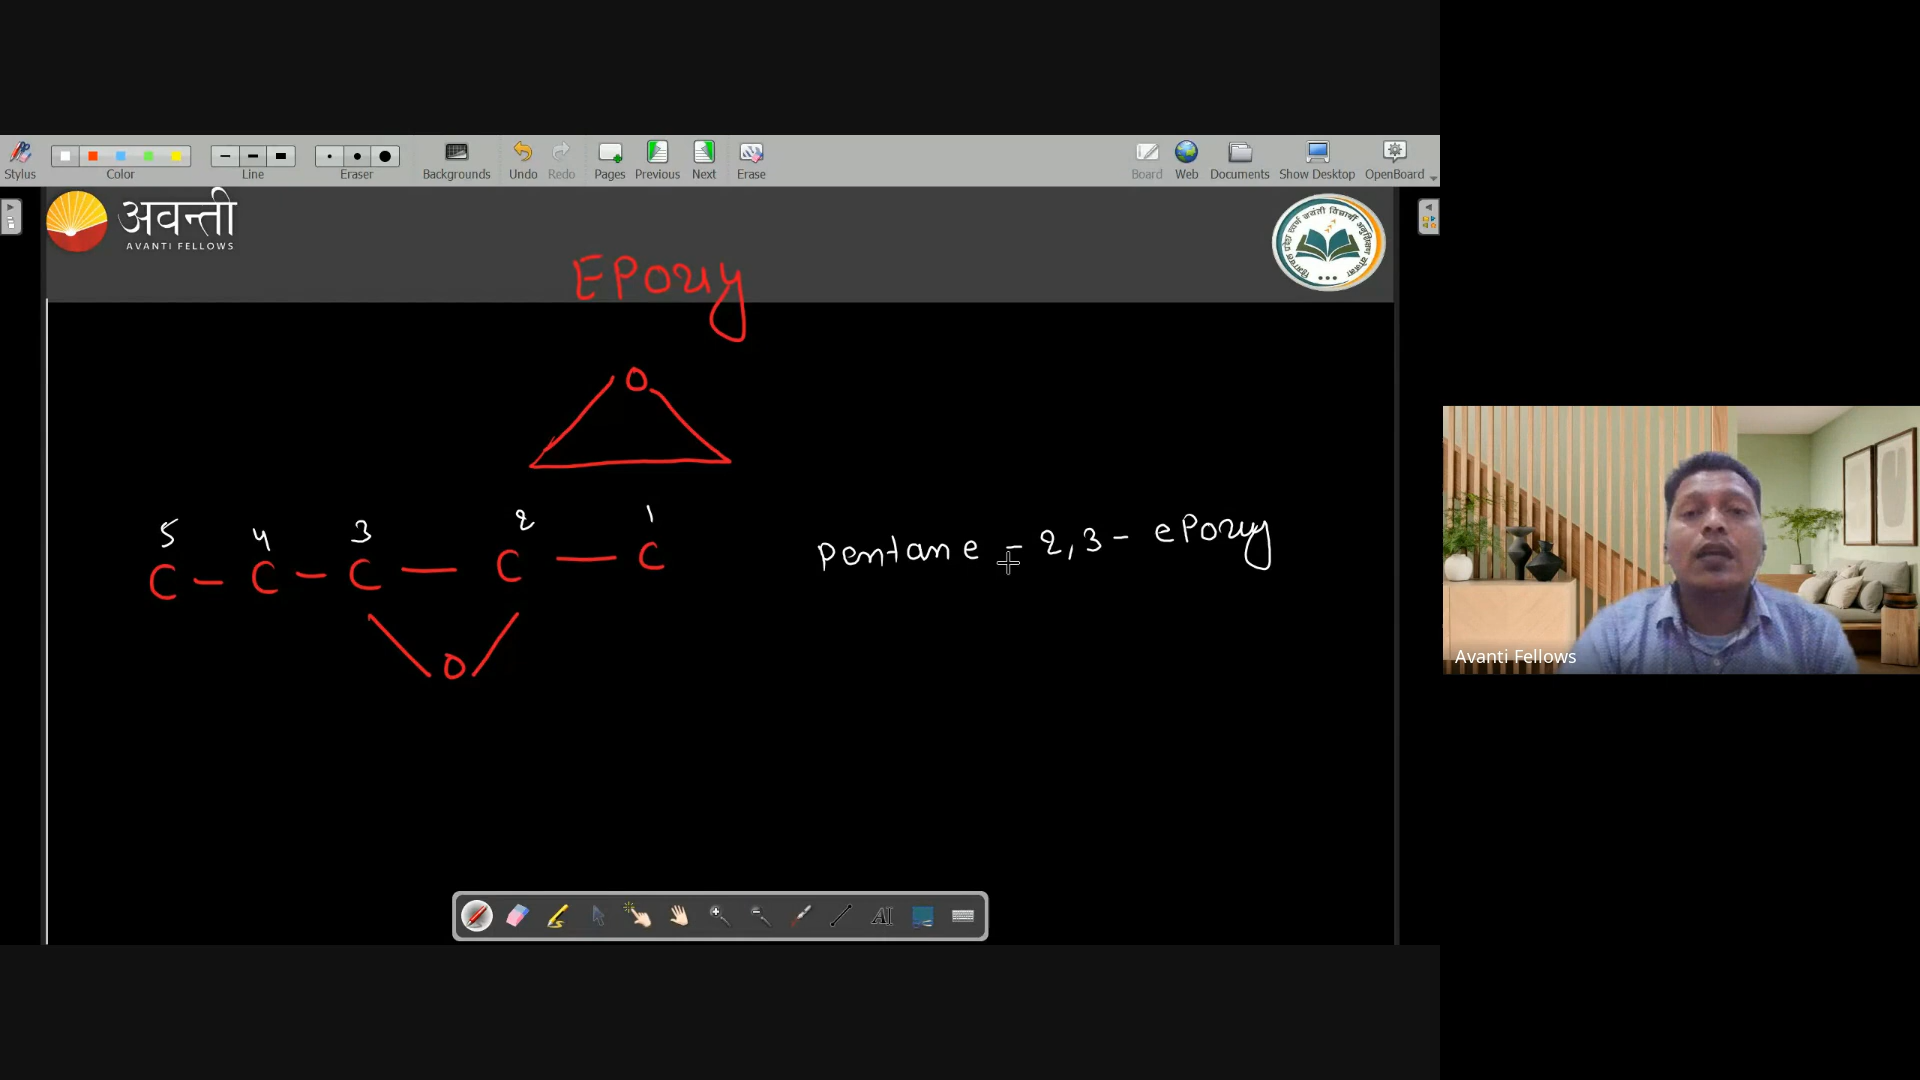 Stylus
Color
Line
Eraser
Backgrounds
Undo
Redo
Pages
Previous
Next
Erase
Board
Web
Documents
Show Desktop
OpenBoard
अवन्ती
AVANTI FELLOWS
EPoxy
O
5 4 3 2 1
C - C - C - C - C
O
Pentane - 2,3 - ePoxy
Avanti Fellows